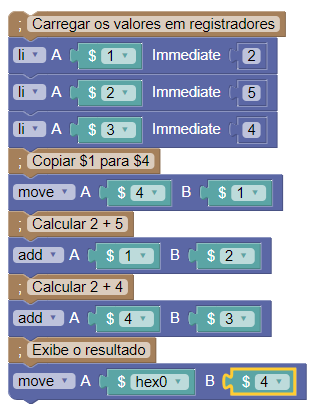 ; Carregar os valores em registradores
li A $ 1 Immediate 2
li A $ 2 Immediate 5
li A $ 3 Immediate 4
; Copiar $1 para $4
move A $ 4 B $ 1
; Calcular 2 + 5
add A $ 1 B $ 2
; Calcular 2 + 4
add A $ 4 B $ 3
; Exibe o resultado
move A $ hex0 B $ 4